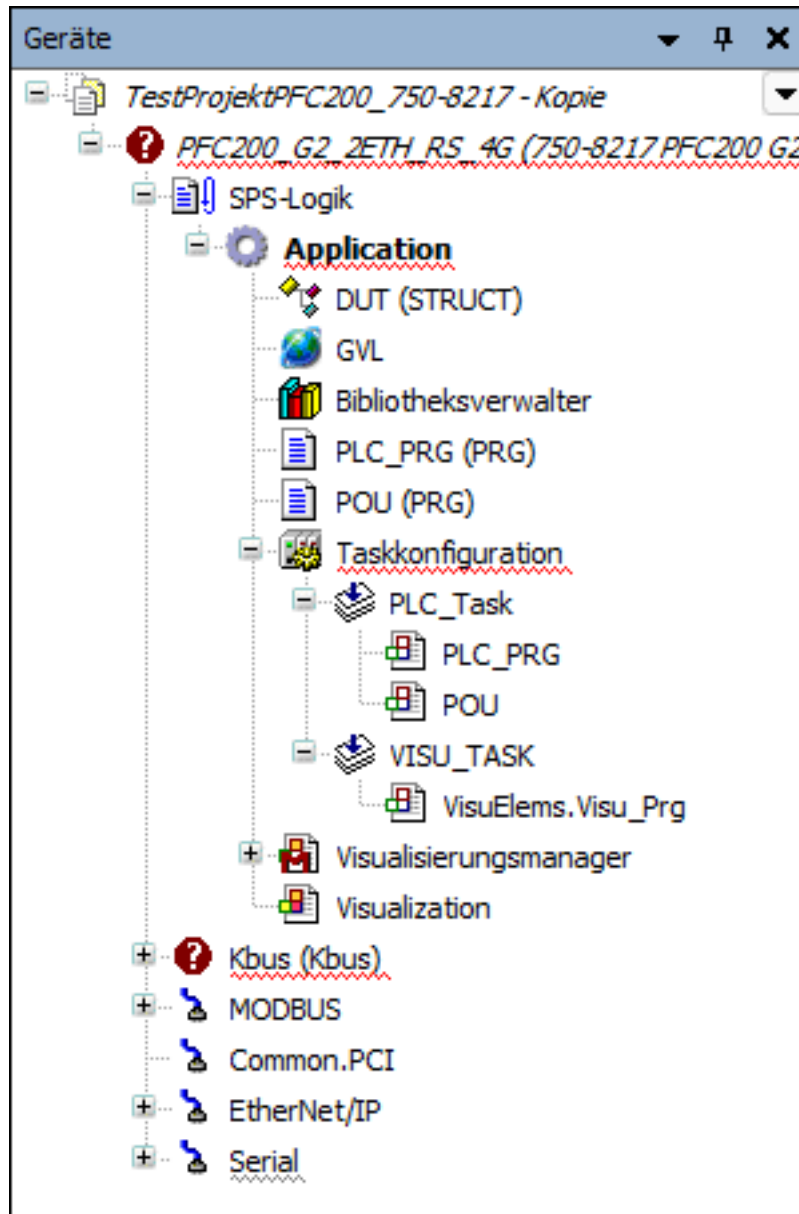 Geräte
TestProjektPFC200_750-8217 - Kopie
PFC200_G2_2ETH_RS_4G (750-8217 PFC200 G2
SPS-Logik
Application
DUT (STRUCT)
GVL
Bibliotheksverwalter
PLC_PRG (PRG)
POU (PRG)
Taskkonfiguration
PLC_Task
PLC_PRG
POU
VISU_TASK
VisuElems.Visu_Prg
Visualisierungsmanager
Visualization
Kbus (Kbus)
MODBUS
Common.PCI
EtherNet/IP
Serial